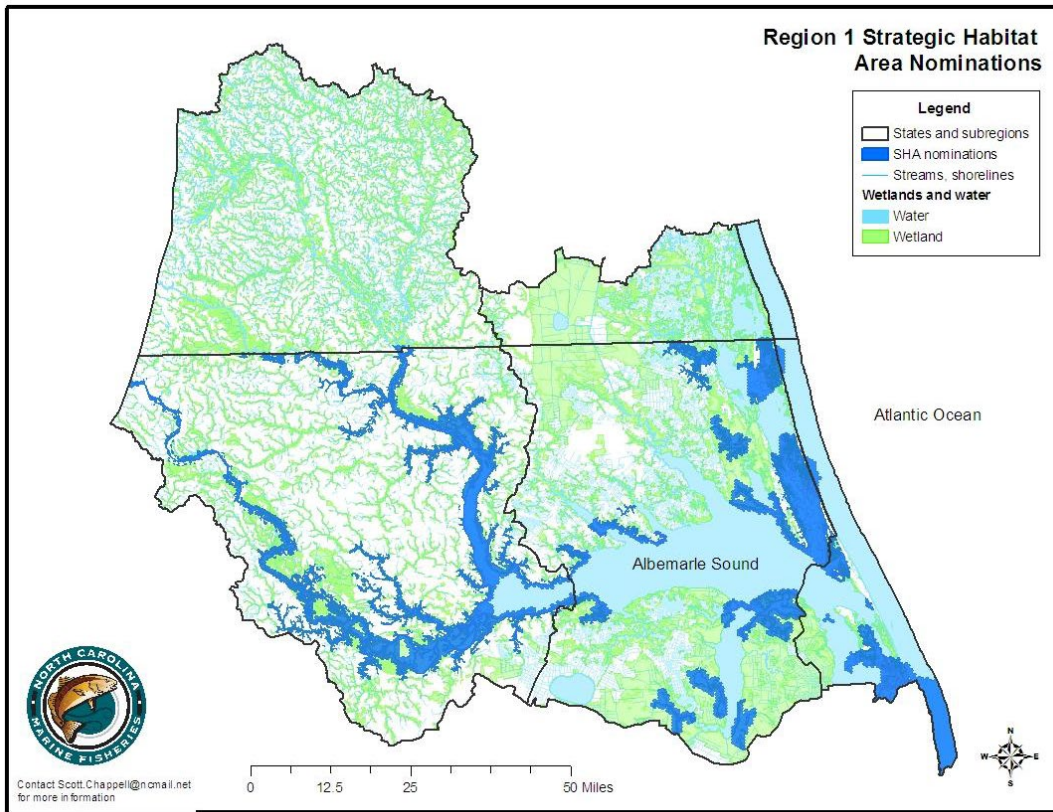 Region 1 Strategic Habitat
Area Nominations
Legend
States and subregions
SHA nominations
Streams, shorelines
Wetlands and water
Water
Wetland
Atlantic Ocean
Albemarle Sound
NORTH CAROLINA
MARINE FISHERIES
Contact Scott.Chappell@ncmail.net
for more information
0 12.5 25 50 Miles
N
W E
S